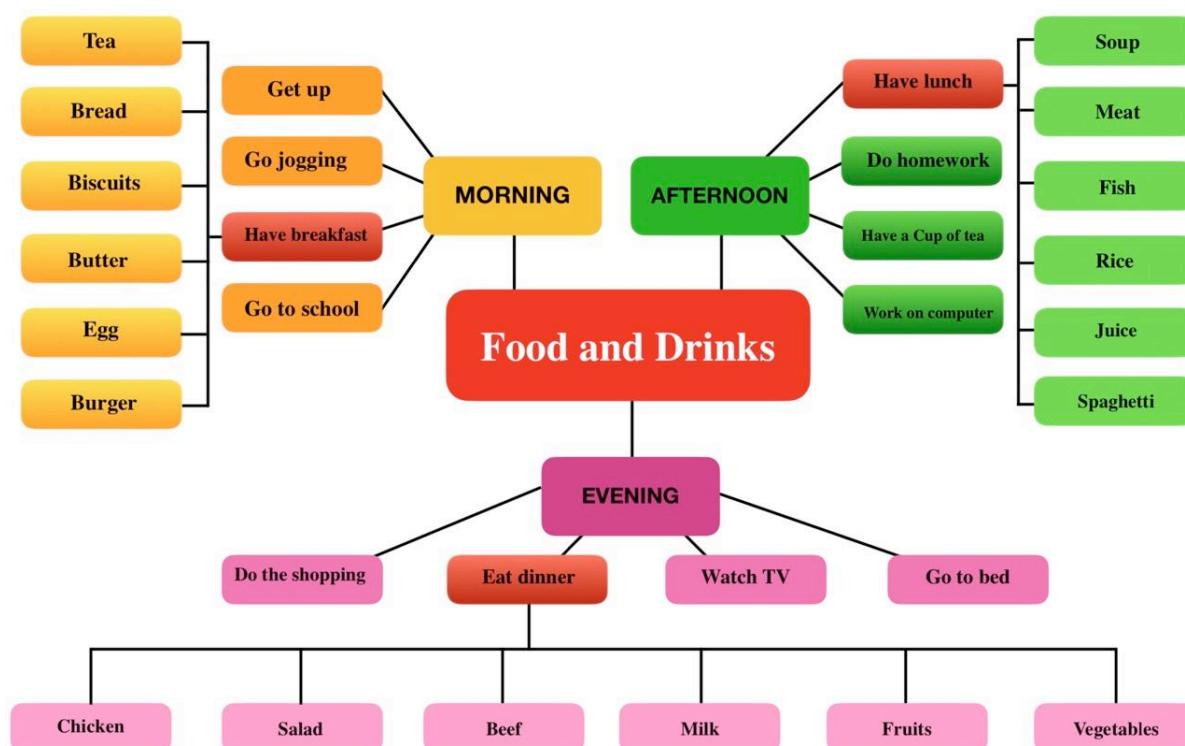 Tea
Bread
Biscuits
Butter
Egg
Burger
Get up
Go jogging
Have breakfast
Go to school
MORNING
AFTERNOON
Have lunch
Do homework
Have a Cup of tea
Work on computer
Soup
Meat
Fish
Rice
Juice
Spaghetti
Food and Drinks
EVENING
Do the shopping
Eat dinner
Watch TV
Go to bed
Chicken
Salad
Beef
Milk
Fruits
Vegetables